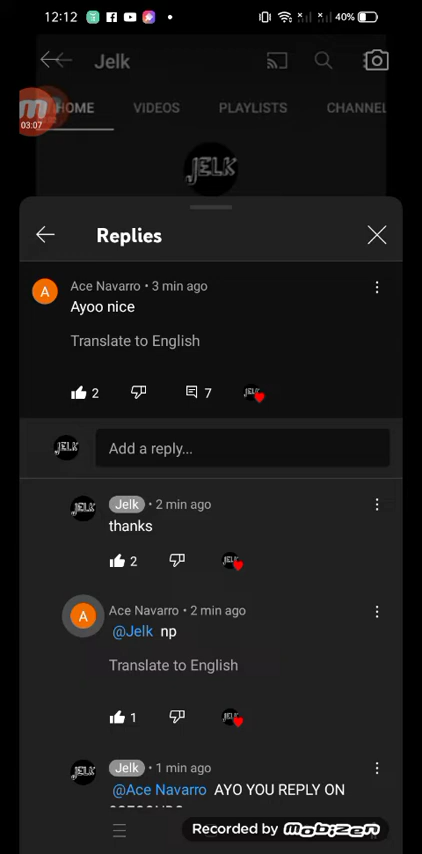 12:12
40%
Jelk
HOME VIDEOS PLAYLISTS CHANNEL
03:07
JELK
Replies
Ace Navarro • 3 min ago
Ayoo nice
Translate to English
2 7
Add a reply...
Jelk • 2 min ago
thanks
2
Ace Navarro • 2 min ago
@Jelk np
Translate to English
1
Jelk • 1 min ago
@Ace Navarro AYO YOU REPLY ON
Recorded by mobizen